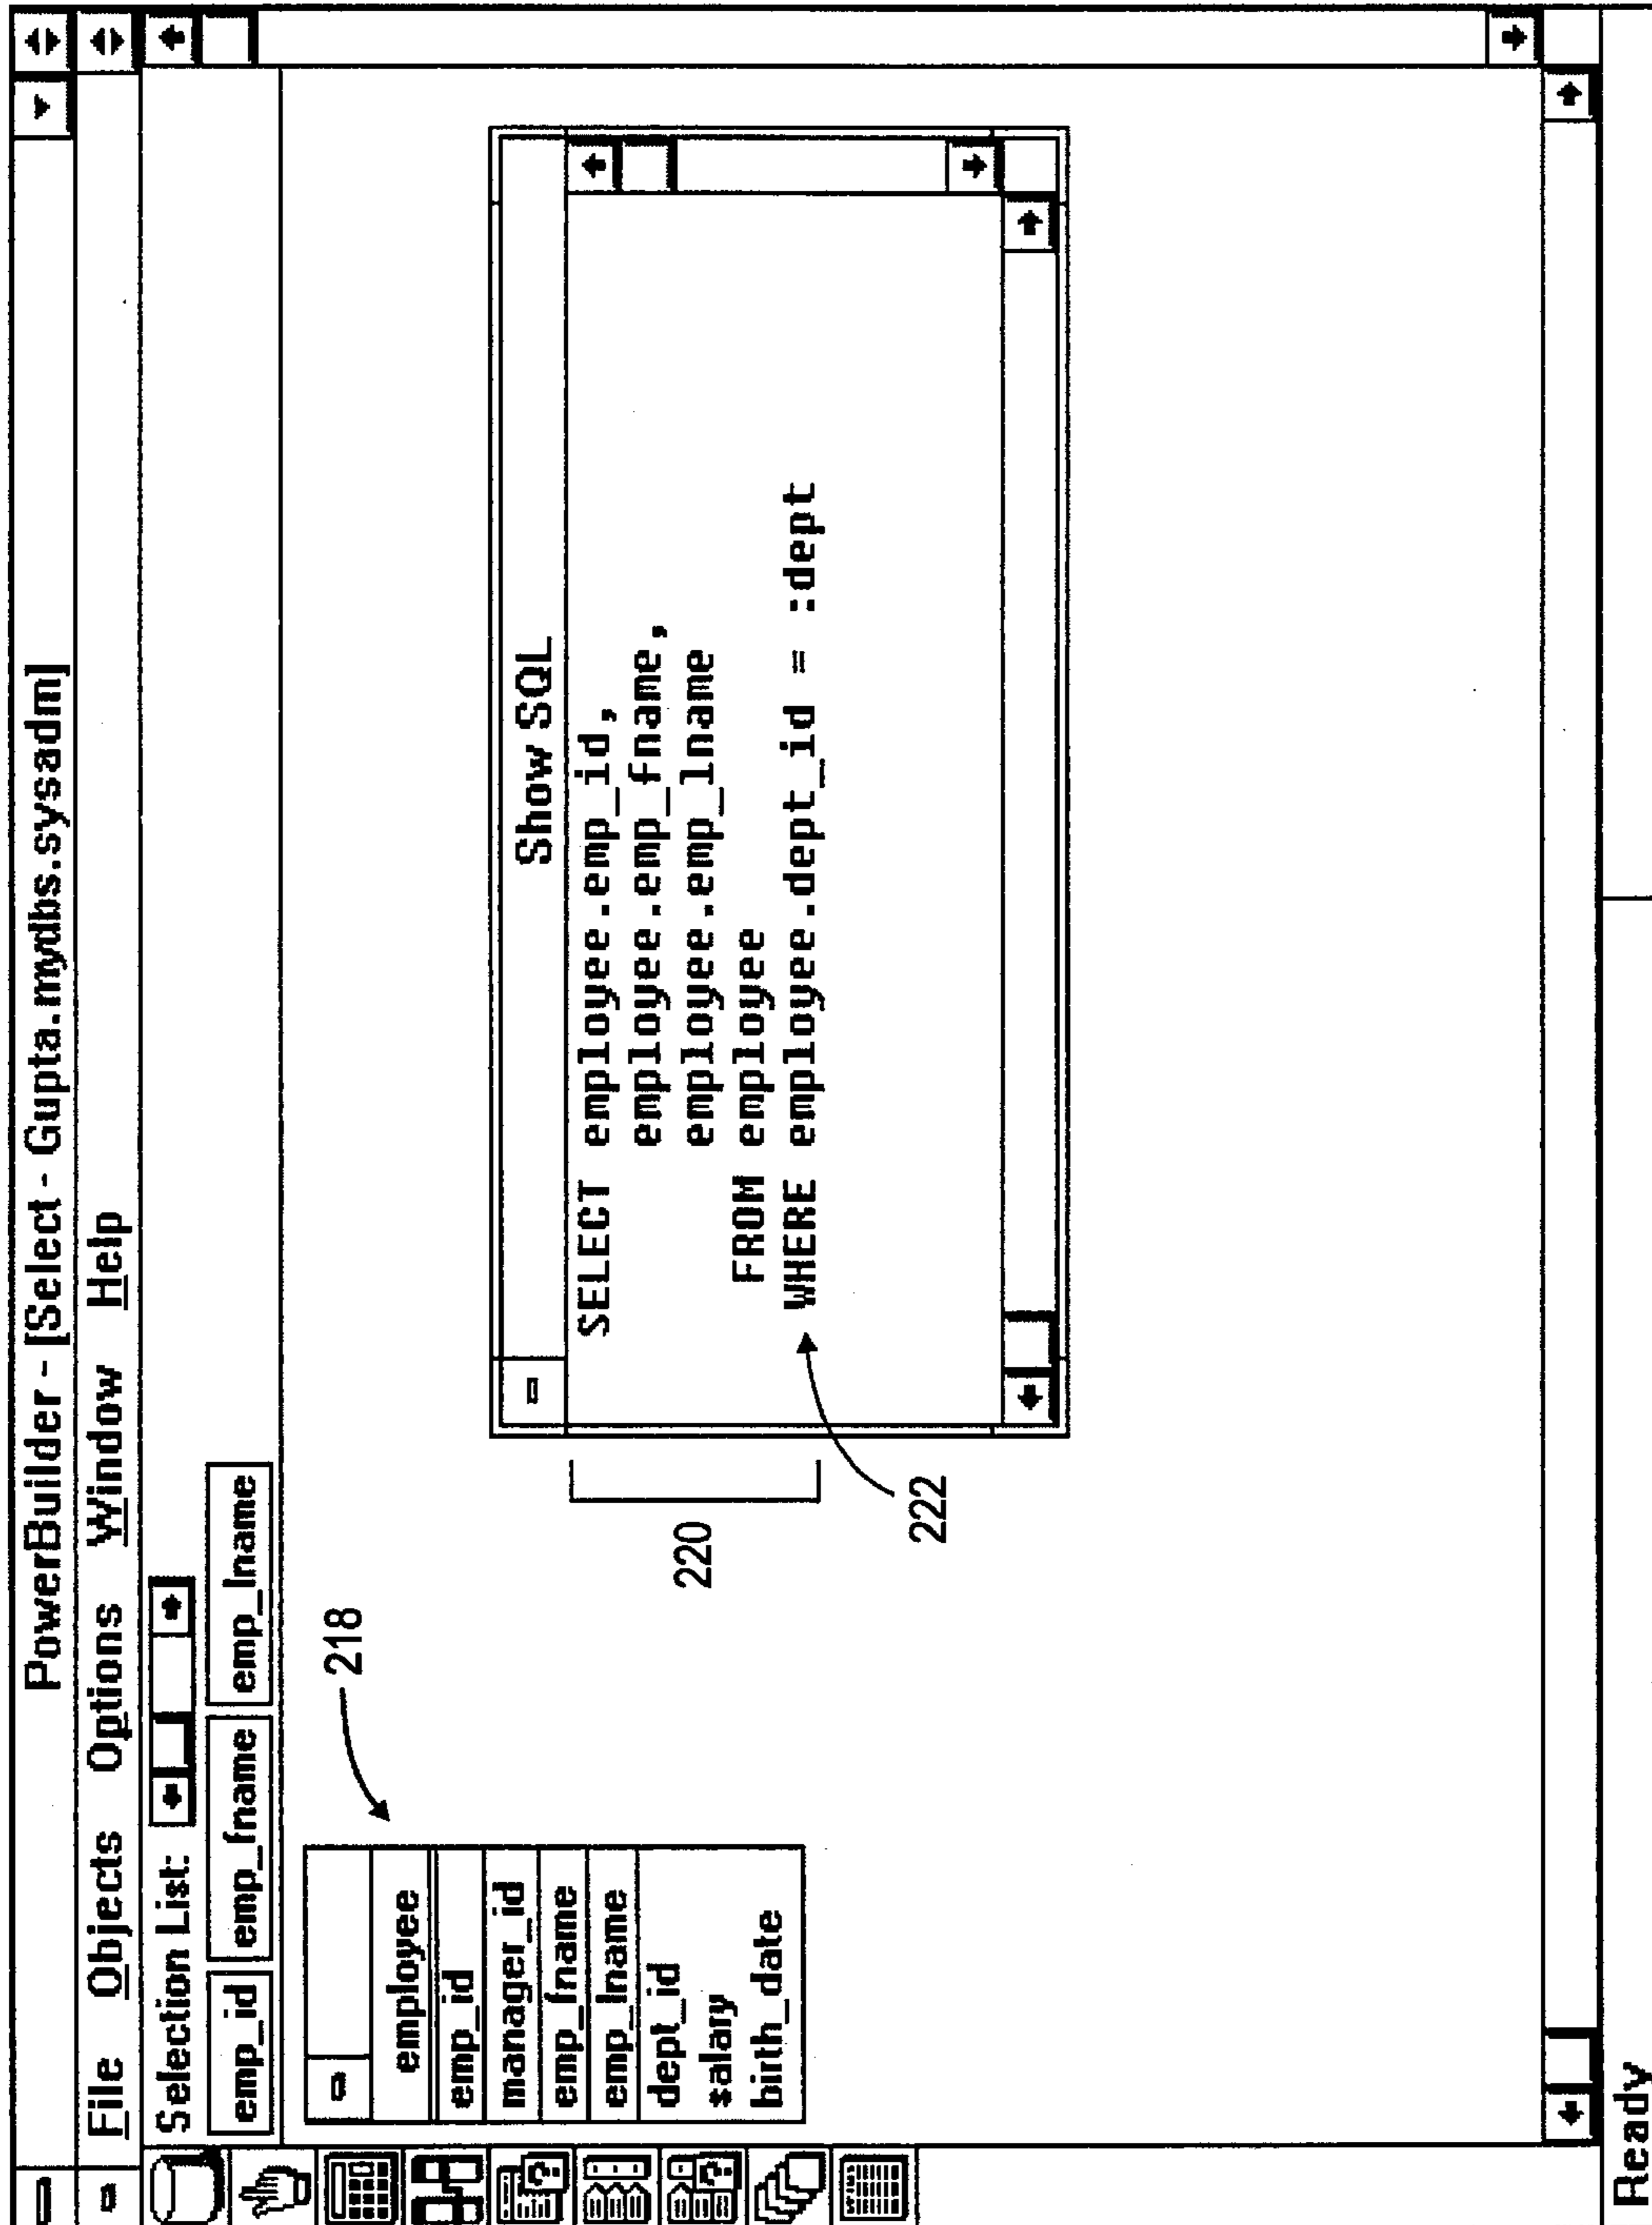 PowerBuilder - [Select - Gupta.mydbs.sysadm]
File Objects Options Window Help
Selection List:
emp_id emp_fname emp_lname
218
employee
emp_id
manager_id
emp_fname
emp_lname
dept_id
*salary
birth_date
220
222
Show SQL
SELECT employee.emp_id,
employee.emp_fname,
employee.emp_lname
FROM employee
WHERE employee.dept_id = :dept
Ready